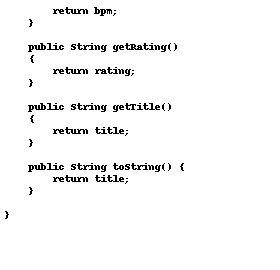 return bpm;
}
public String getRating()
{
return rating;
}
public String getTitle()
{
return title;
}
public String toString() {
return title;
}
}